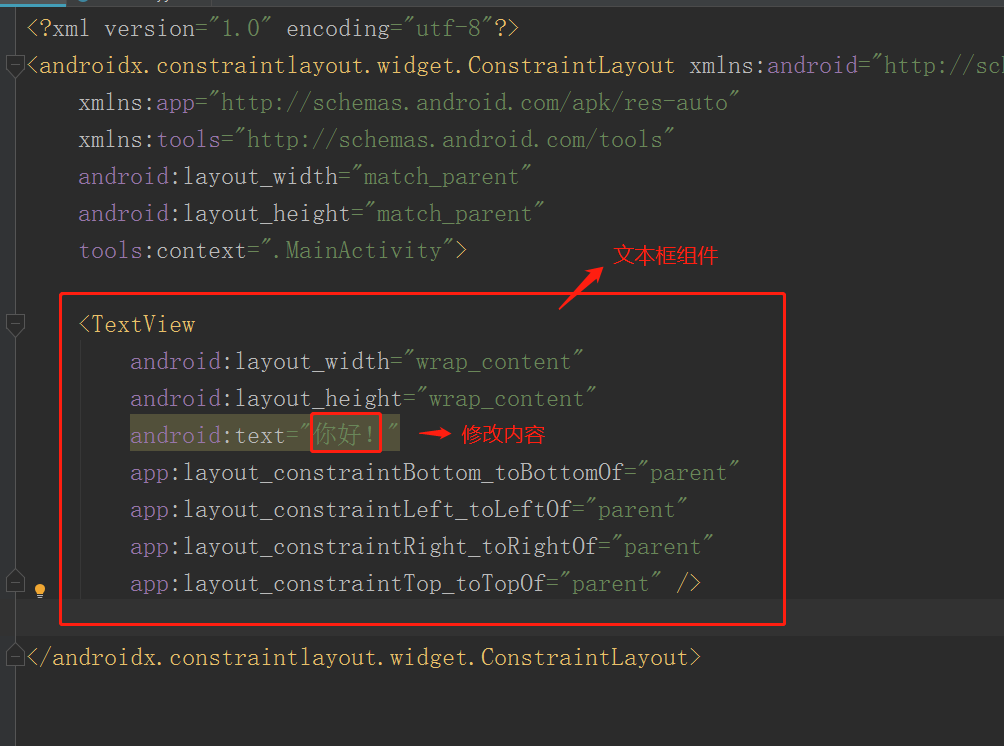 <?xml version="1.0" encoding="utf-8"?>
<androidx.constraintlayout.widget.ConstraintLayout xmlns:android="http://sc
xmlns:app="http://schemas.android.com/apk/res-auto"
xmlns:tools="http://schemas.android.com/tools"
android:layout_width="match_parent"
android:layout_height="match_parent"
tools:context=".MainActivity">
文本框组件
<TextView
android:layout_width="wrap_content"
android:layout_height="wrap_content"
android:text="你好！" 修改内容
app:layout_constraintBottom_toBottomOf="parent"
app:layout_constraintLeft_toLeftOf="parent"
app:layout_constraintRight_toRightOf="parent"
app:layout_constraintTop_toTopOf="parent" />
</androidx.constraintlayout.widget.ConstraintLayout>